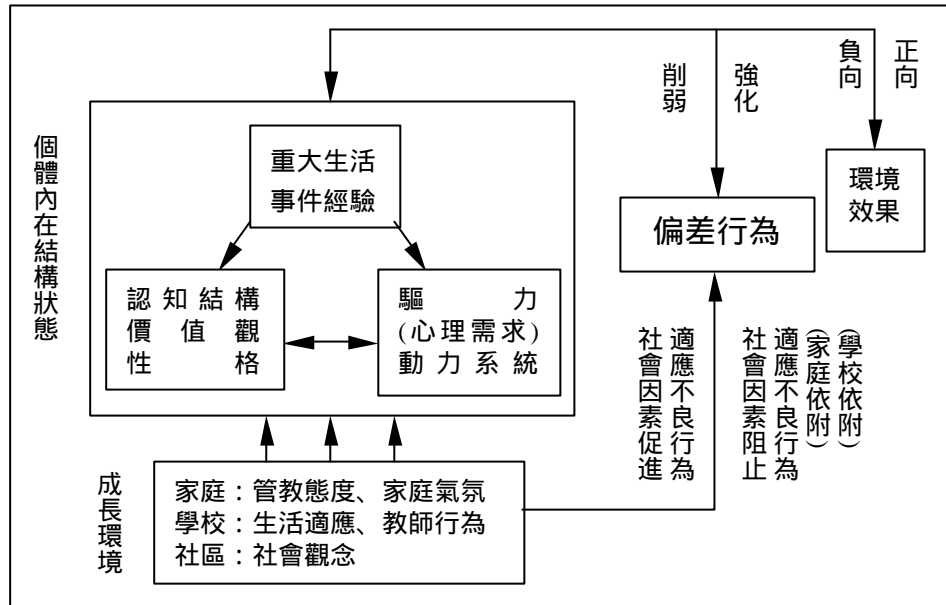 個體內在結構狀態
重大生活
事件經驗
認知結構
價值觀
性格
驅力
(心理需求)
動力系統
成長環境
家庭：管教態度、家庭氣氛
學校：生活適應、教師行為
社區：社會觀念
削弱
強化
負向
正向
環境
效果
偏差行為
適應不良行為
社會因素促進
(學校依附)
(家庭依附)
適應不良行為
社會因素阻止